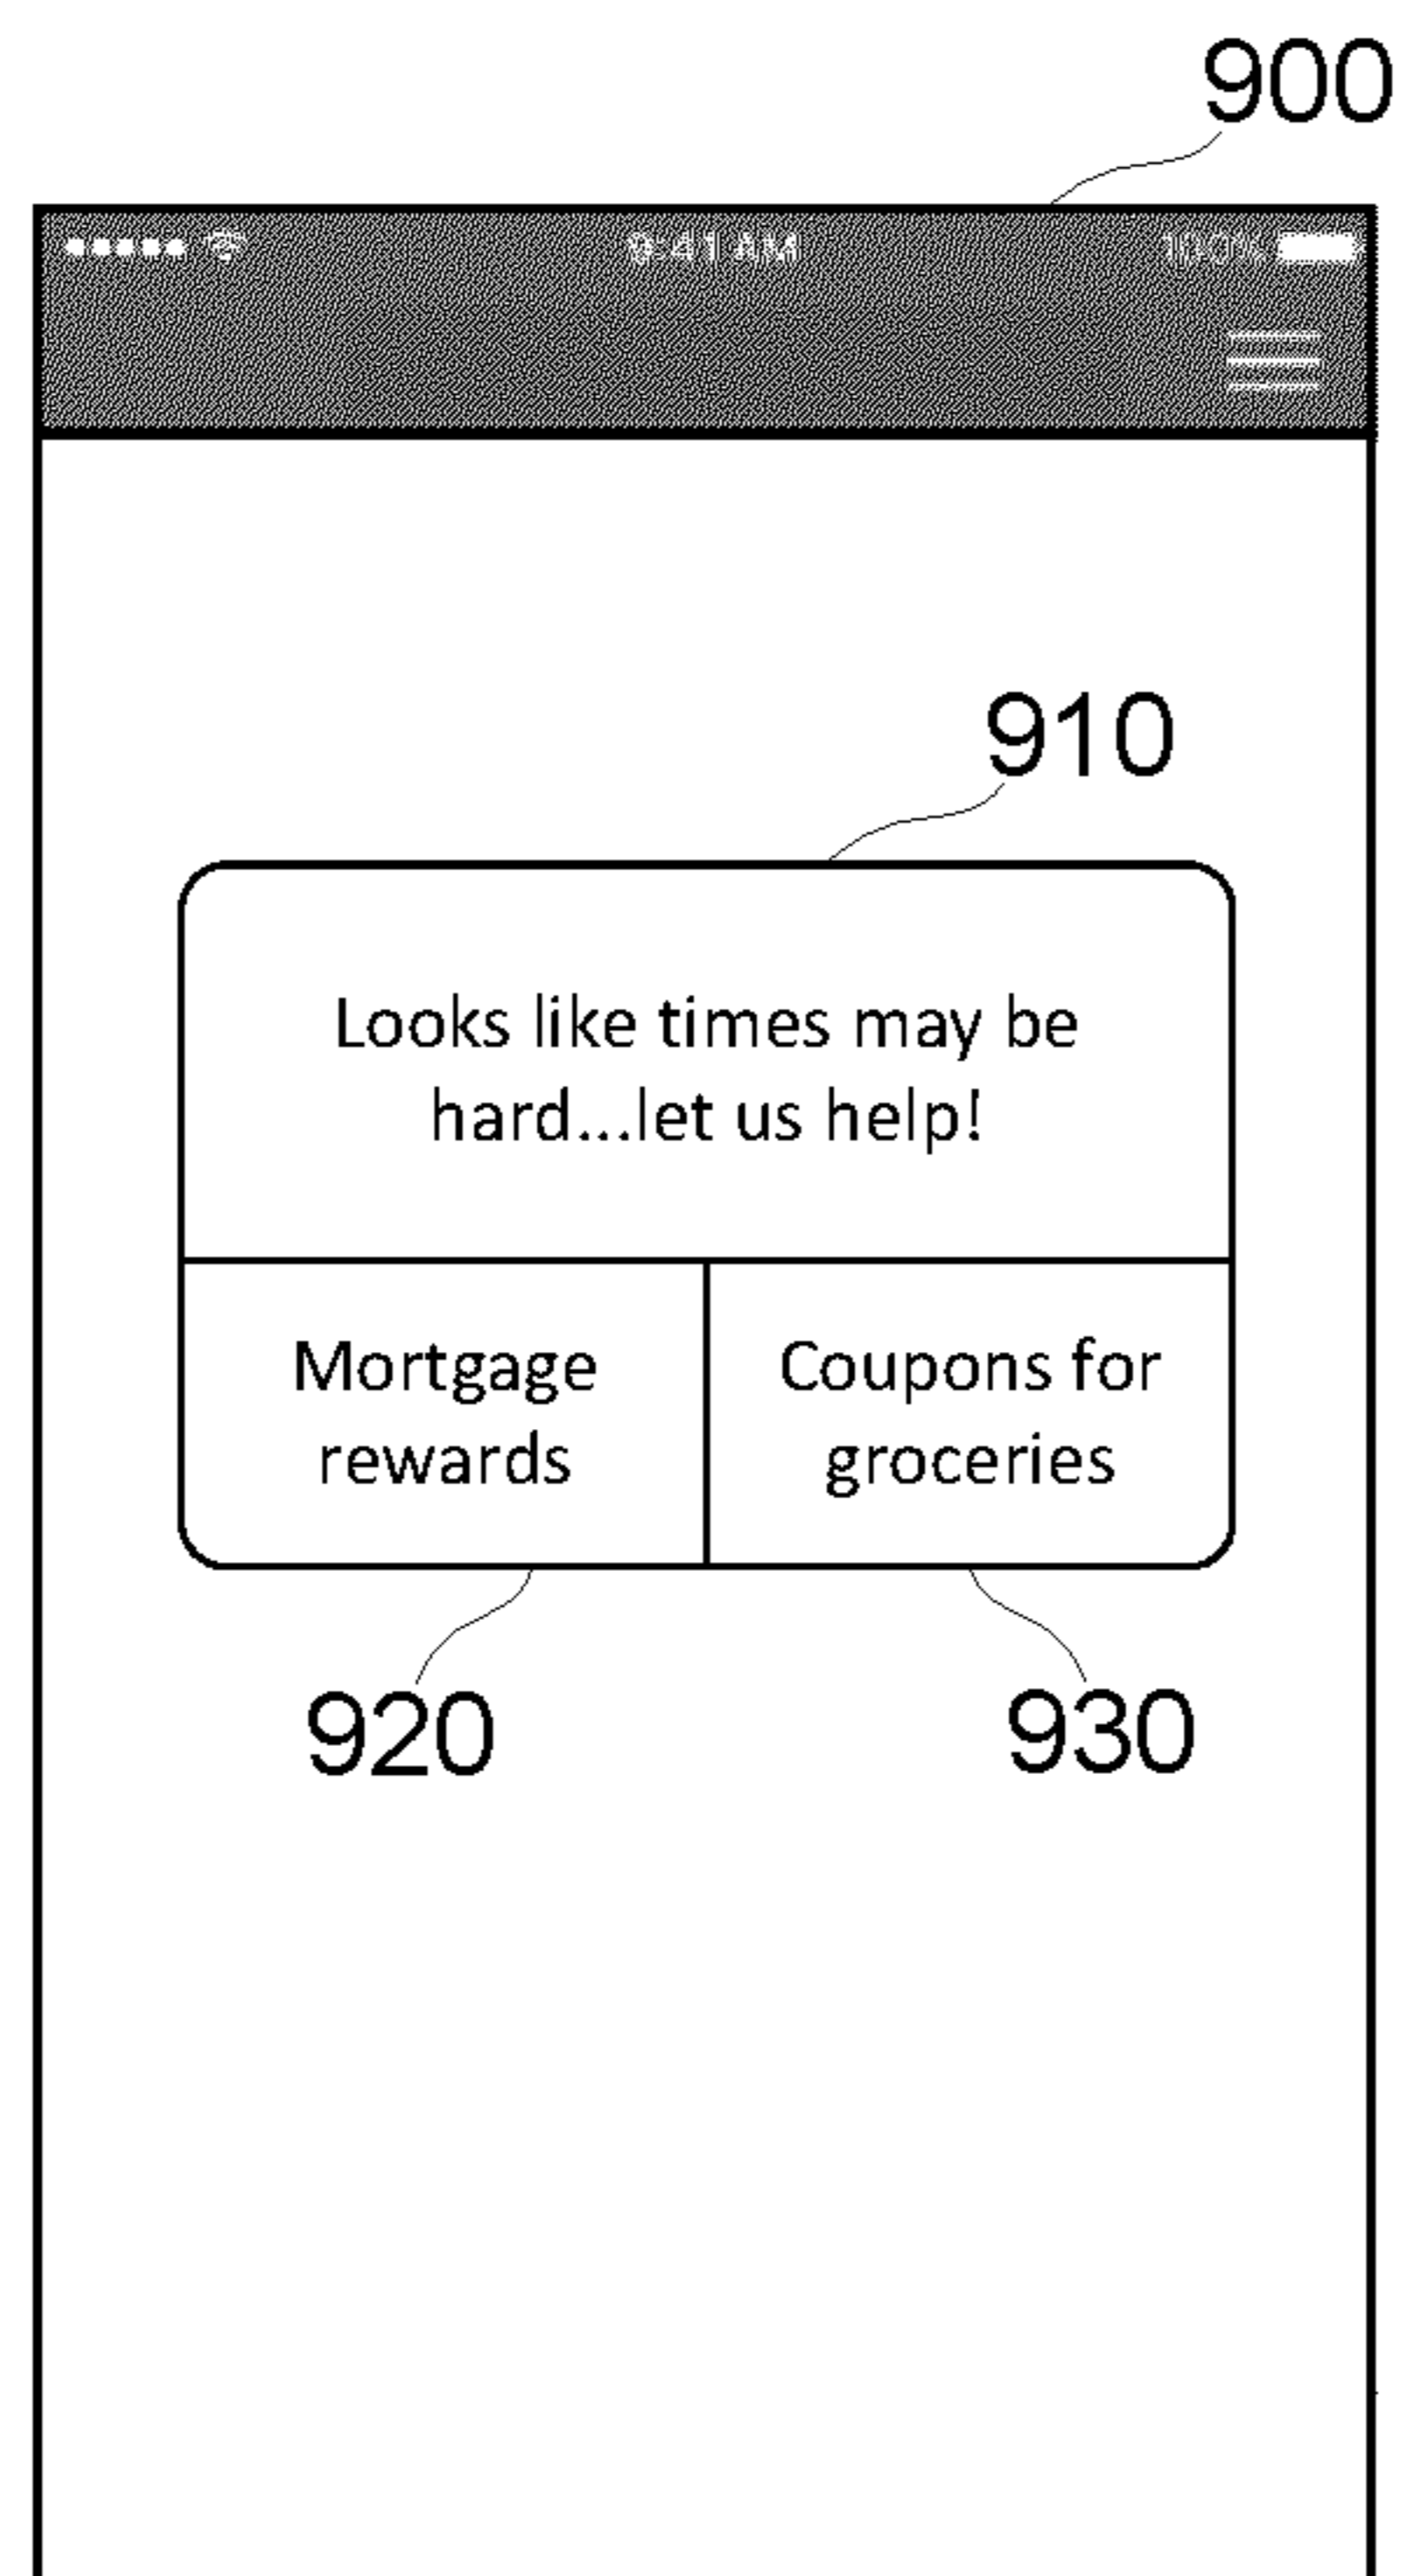 900
9:41 AM 100%
910
Looks like times may be
hard...let us help!
Mortgage Coupons for
rewards groceries
920 930